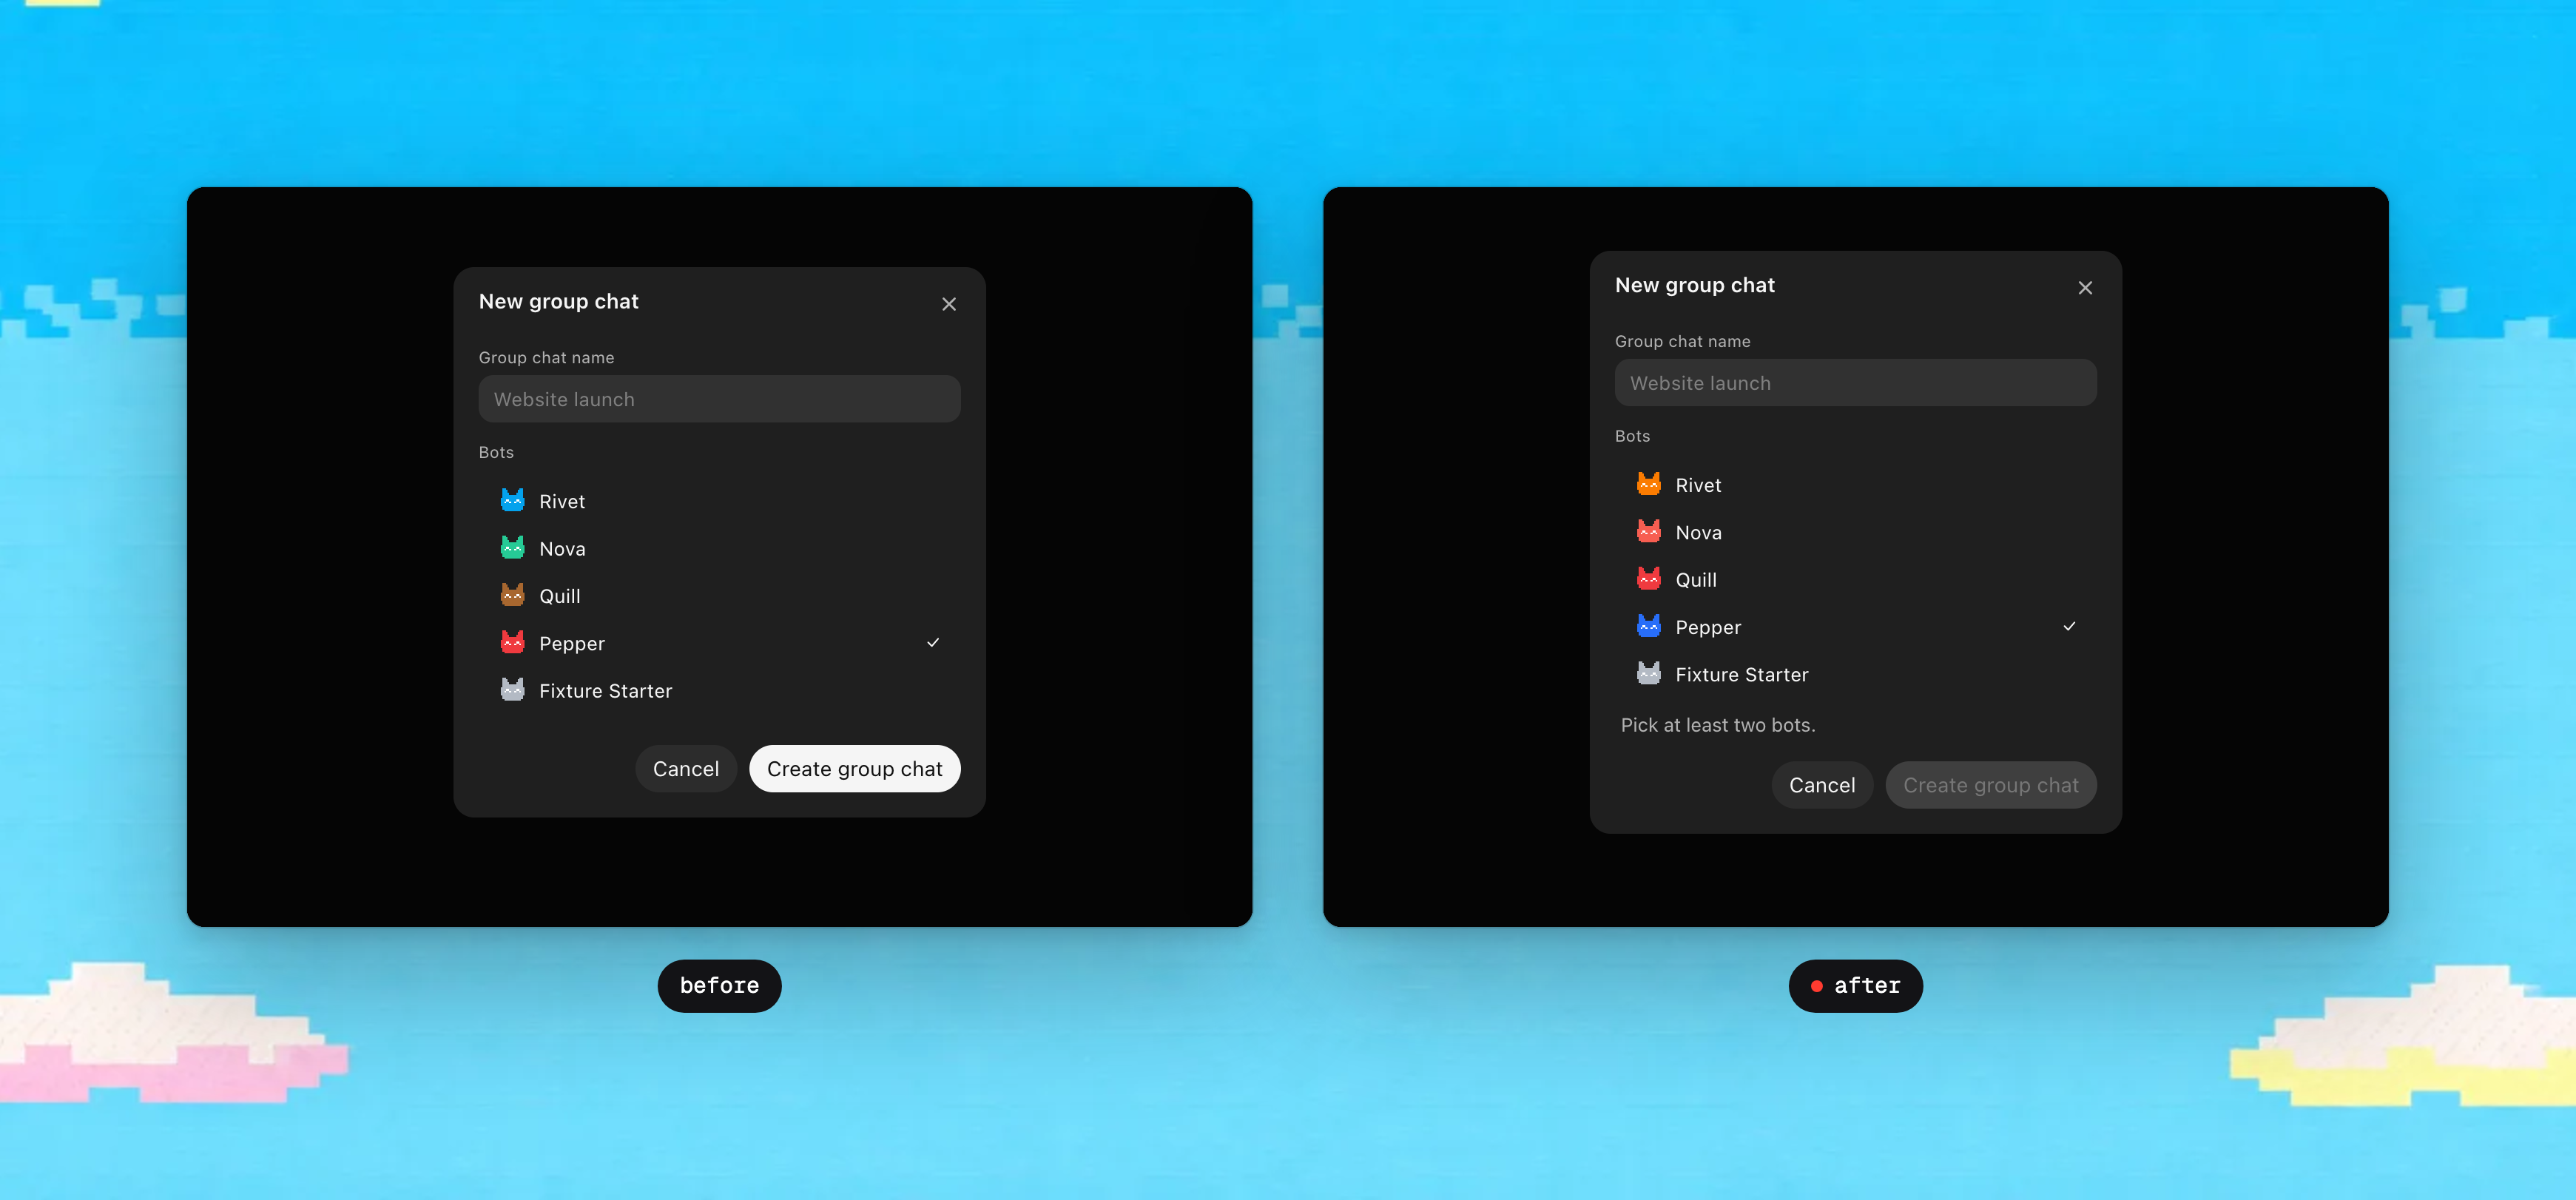 New group chat
Group chat name
Website launch
Bots
Rivet
Nova
Quill
Pepper
Fixture Starter
Cancel
Create group chat
before
New group chat
Group chat name
Website launch
Bots
Rivet
Nova
Quill
Pepper
Fixture Starter
Pick at least two bots.
Cancel
Create group chat
after